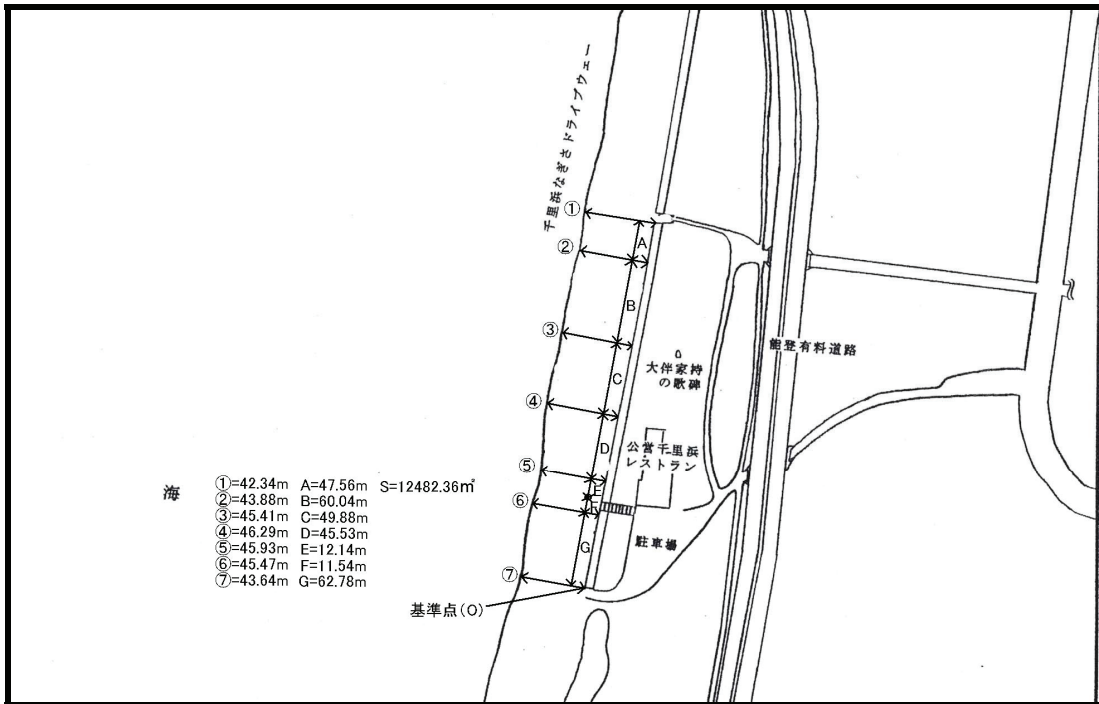 千里浜なぎさドライブウェー
①
②
③
④
⑤
⑥
⑦
A
B
C
D
E
F
G
大伴家持
の歌碑
能登有料道路
公営千里浜
レストラン
駐車場
基準点(O)
海
①=42.34m A=47.56m S=12482.36㎡
②=43.88m B=60.04m
③=45.41m C=49.88m
④=46.29m D=45.53m
⑤=45.93m E=12.14m
⑥=45.47m F=11.54m
⑦=43.64m G=62.78m